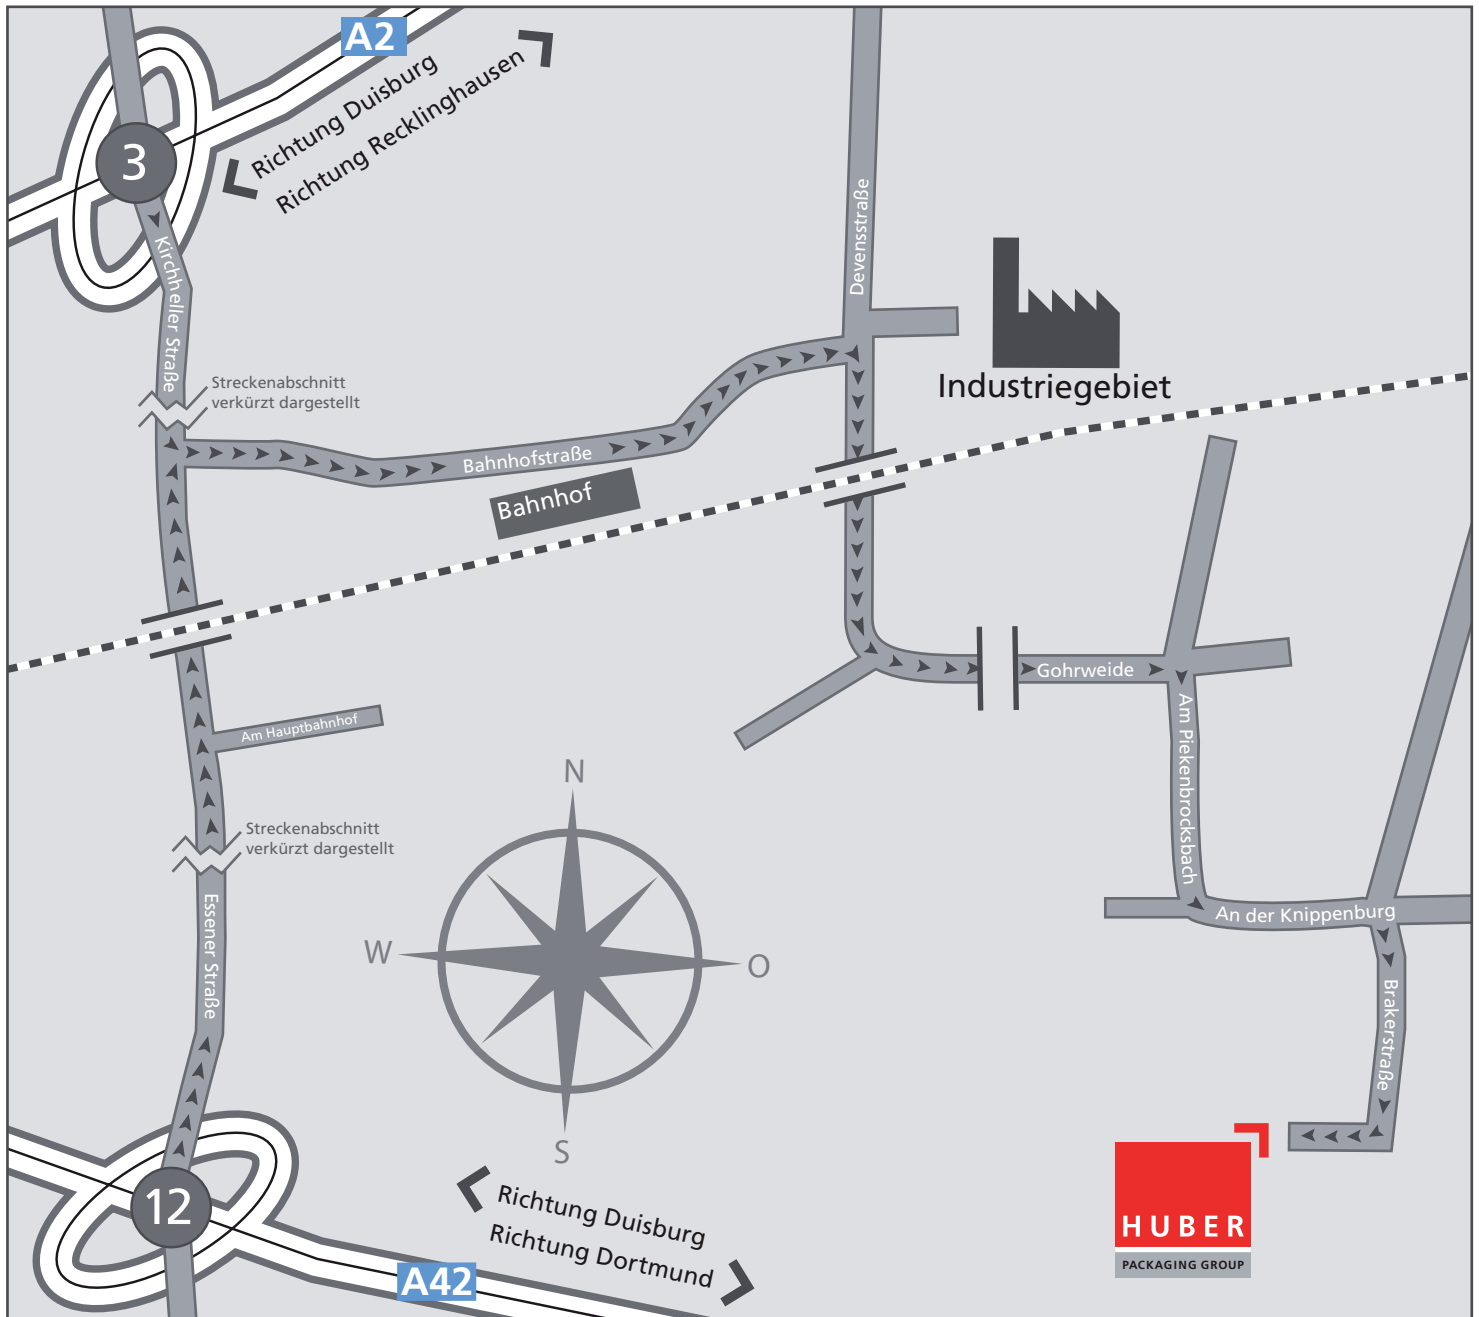 A2
Richtung Duisburg
Richtung Recklinghausen
3
Kirchheller Straße
Devensstraße
Industriegebiet
Streckenabschnitt
verkürzt dargestellt
Bahnhofstraße
Bahnhof
Gohrweide
Am Piekenbrocksbach
Am Hauptbahnhof
N
Streckenabschnitt
verkürzt dargestellt
Essener Straße
W
O
S
An der Knippenburg
Brakerstraße
12
Richtung Duisburg
Richtung Dortmund
A42
HUBER
PACKAGING GROUP